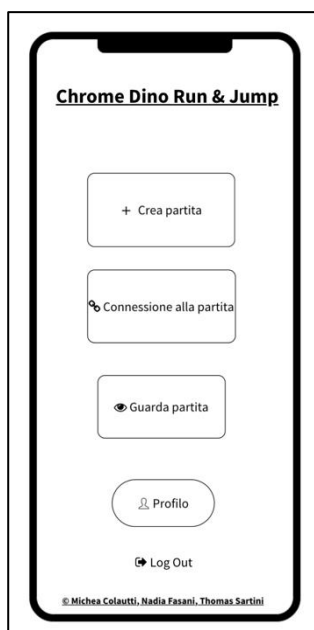 Chrome Dino Run & Jump
+ Crea partita
Connessione alla partita
Guarda partita
Profilo
Log Out
© Michea Colautti, Nadia Fasani, Thomas Sartini